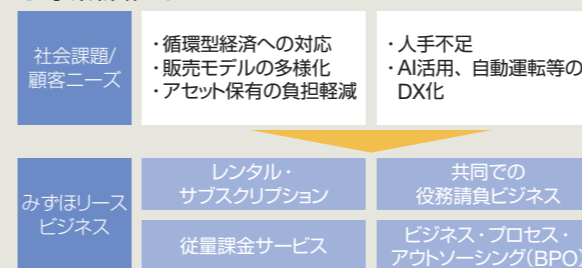 社会課題/
顧客ニーズ
・循環型経済への対応
・販売モデルの多様化
・アセット保有の負担軽減
・人手不足
・AI活用、自動運転等の
DX化
みずほリース
ビジネス
レンタル・
サブスクリプション
共同での
役務請負ビジネス
従量課金サービス
ビジネス・プロセス・
アウトソーシング(BPO)